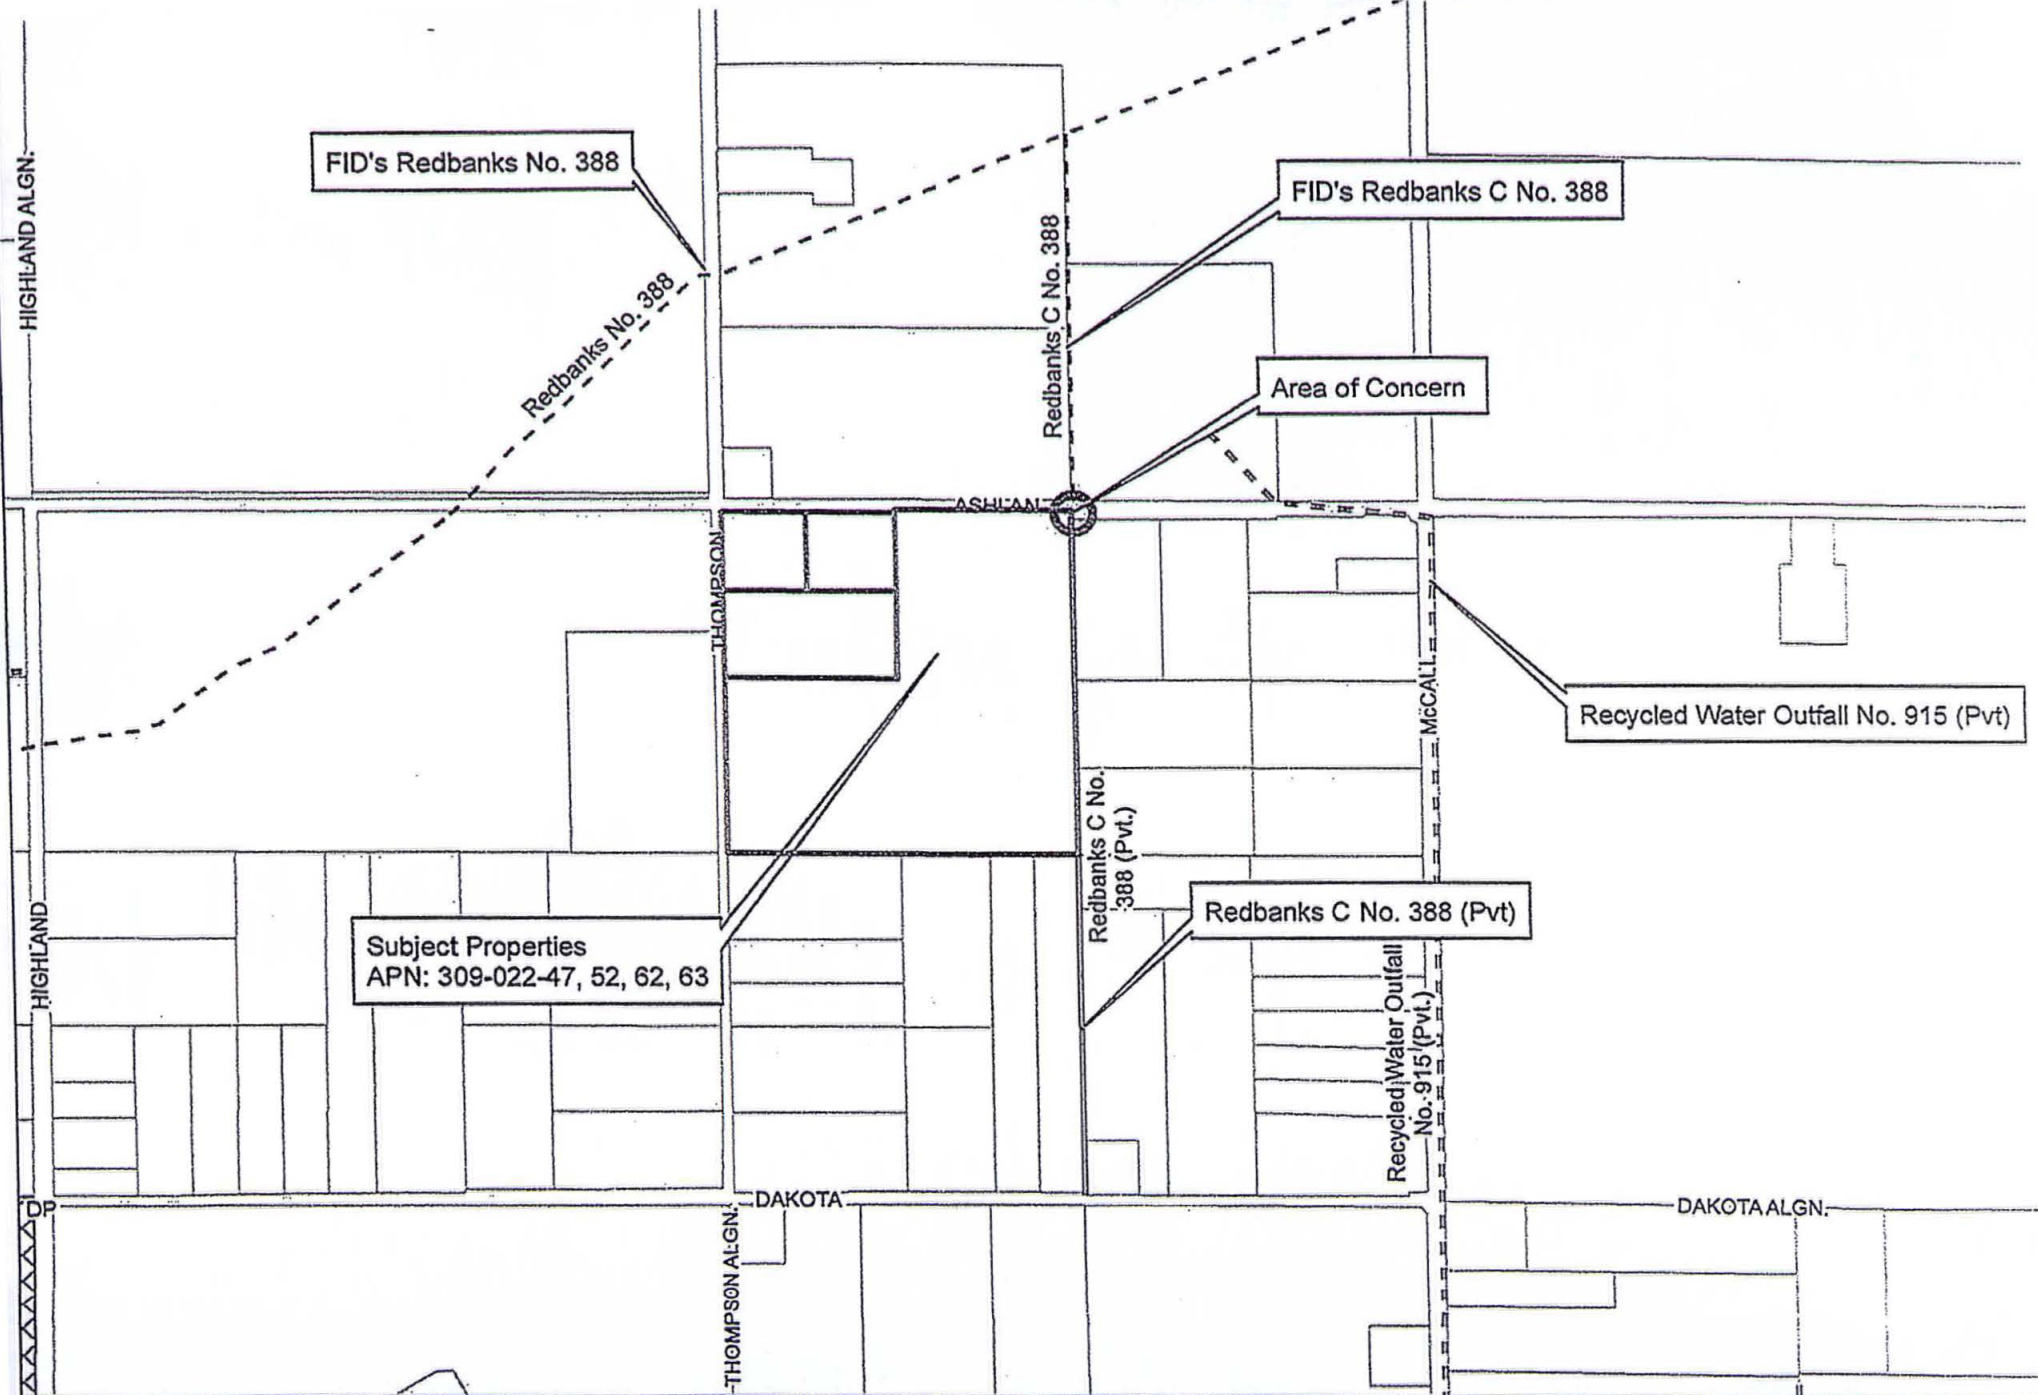 HIGHLAND ALGN.
FID's Redbanks No. 388
FID's Redbanks C No. 388
Redbanks No. 388
Redbanks C No. 388
Area of Concern
ASHLAN
THOMPSON
McCALL
Recycled Water Outfall No. 915 (Pvt)
Redbanks C No.
388 (Pvt.)
Redbanks C No. 388 (Pvt)
HIGHLAND
Subject Properties
APN: 309-022-47, 52, 62, 63
Recycled Water Outfall
No. 915 (Pvt.)
DP
DAKOTA
DAKOTA ALGN.
THOMPSON ALGN.